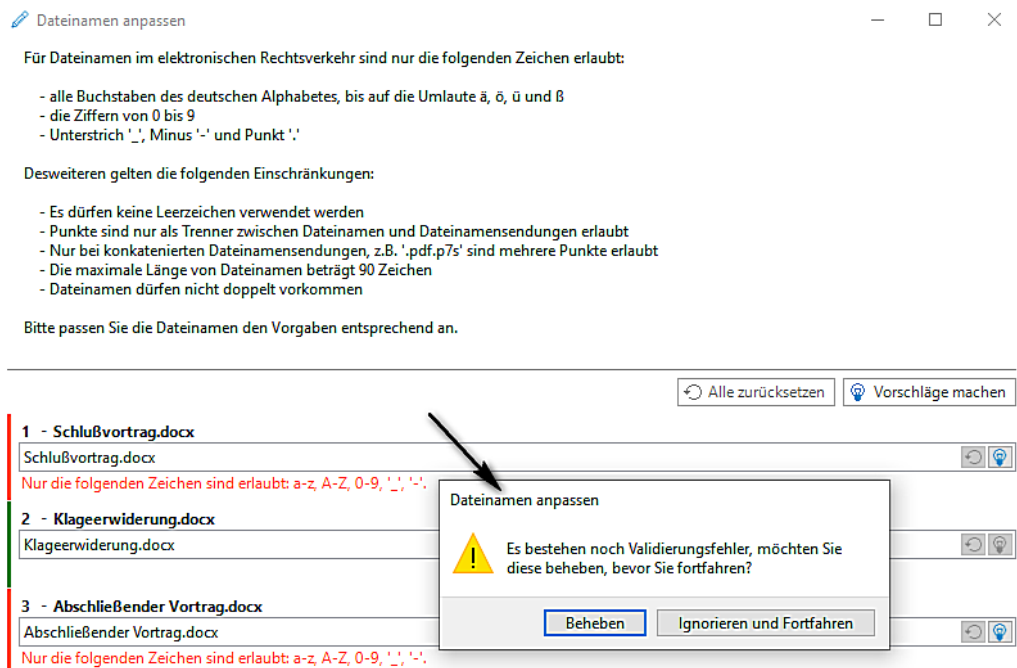 Dateinamen anpassen
Für Dateinamen im elektronischen Rechtsverkehr sind nur die folgenden Zeichen erlaubt:
- alle Buchstaben des deutschen Alphabetes, bis auf die Umlaute ä, ö, ü und ß
- die Ziffern von 0 bis 9
- Unterstrich '_', Minus '-' und Punkt '.'
Desweiteren gelten die folgenden Einschränkungen:
- Es dürfen keine Leerzeichen verwendet werden
- Punkte sind nur als Trenner zwischen Dateinamen und Dateinamensendungen erlaubt
- Nur bei konkatenierten Dateinamensendungen, z.B. '.pdf.p7s' sind mehrere Punkte erlaubt
- Die maximale Länge von Dateinamen beträgt 90 Zeichen
- Dateinamen dürfen nicht doppelt vorkommen
Bitte passen Sie die Dateinamen den Vorgaben entsprechend an.
Alle zurücksetzen
Vorschläge machen
1 - Schlußvortrag.docx
Schlußvortrag.docx
Nur die folgenden Zeichen sind erlaubt: a-z, A-Z, 0-9, '_', '-'.
2 - Klageerwiderung.docx
Klageerwiderung.docx
3 - Abschließender Vortrag.docx
Abschließender Vortrag.docx
Nur die folgenden Zeichen sind erlaubt: a-z, A-Z, 0-9, '_', '-'.
Dateinamen anpassen
Es bestehen noch Validierungsfehler, möchten Sie
diese beheben, bevor Sie fortfahren?
Beheben
Ignorieren und Fortfahren